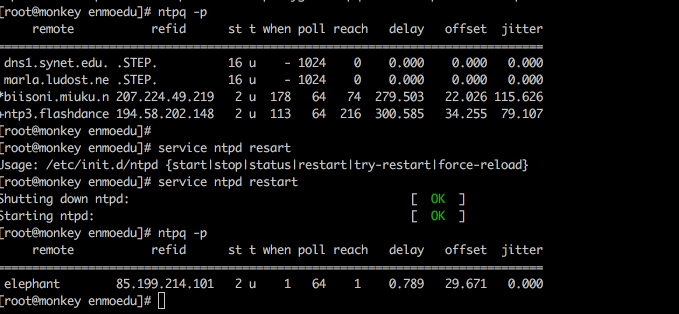 [root@monkey enmoedu]# ntpq -p
     remote           refid      st t when poll reach   delay   offset  jitter
==============================================================================
 dns1.synet.edu. .STEP.          16 u    - 1024    0    0.000    0.000   0.000
 marla.ludost.ne .STEP.          16 u    - 1024    0    0.000    0.000   0.000
*biisoni.miuku.n 207.224.49.219   2 u  178   64   74  279.503   22.026 115.626
+ntp3.flashdance 194.58.202.148   2 u  113   64  216  300.585   34.255  79.107
[root@monkey enmoedu]#
[root@monkey enmoedu]# service ntpd resart
Usage: /etc/init.d/ntpd {start|stop|status|restart|try-restart|force-reload}
[root@monkey enmoedu]# service ntpd restart
Shutting down ntpd:                                        [  OK  ]
Starting ntpd:                                             [  OK  ]
[root@monkey enmoedu]# ntpq -p
     remote           refid      st t when poll reach   delay   offset  jitter
==============================================================================
 elephant        85.199.214.101   2 u    1   64    1    0.789   29.671   0.000
[root@monkey enmoedu]#